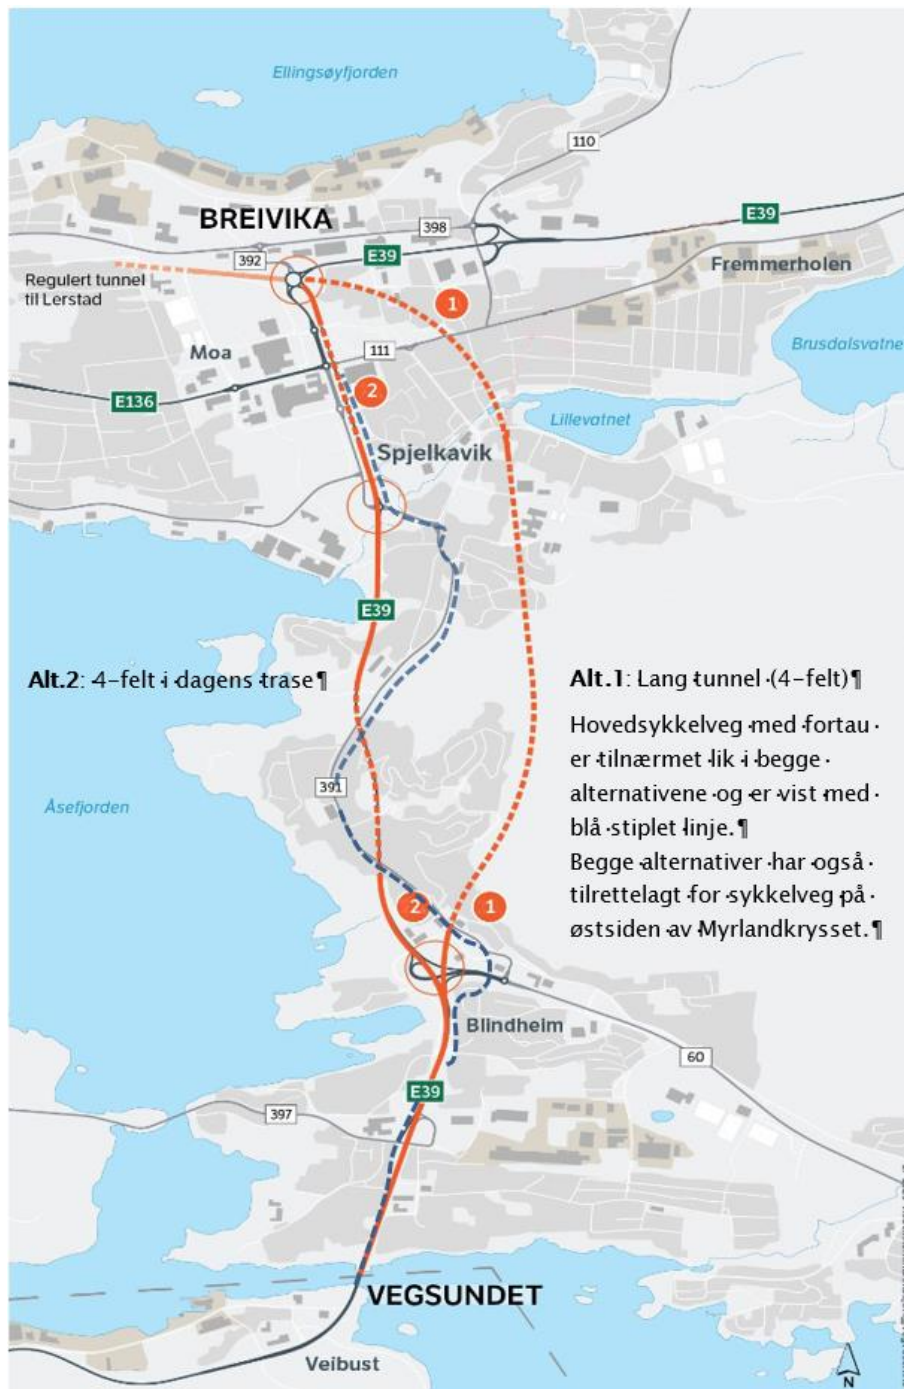 Ellingsøyfjorden
110
E39
BREIVIKA
398
392
E39
Fremmerholen
Regulert tunnel
til Lerstad
1
Moa
111
Brusdalsvatne
2
E136
Lillevatnet
Spjelkavik
E39
Alt.2: 4-felt·i·dagens·trase¶
Alt.1: Lang·tunnel·(4-felt)¶
Hovedsykkelveg·med·fortau·
er·tilnærmet·lik·i·begge·
alternativene·og·er·vist·med·
blå·stiplet·linje.¶
Begge·alternativer·har·også·
tilrettelagt·for·sykkelveg·på·
østsiden·av·Myrlandkrysset.¶
391
Åsefjorden
2
1
Blindheim
60
E39
397
VEGSUNDET
Veibust
N